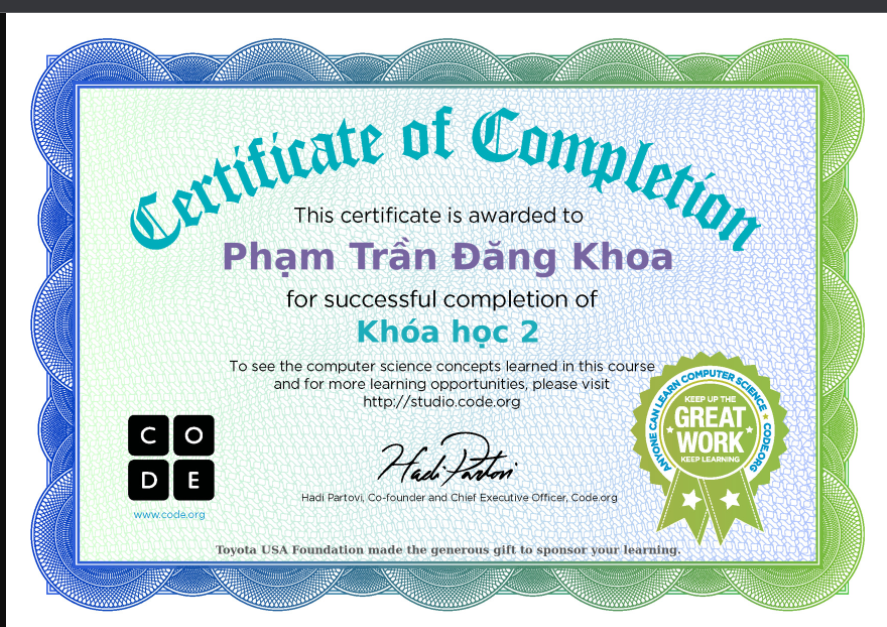 Certificate of Completion
This certificate is awarded to
Phạm Trần Đăng Khoa
for successful completion of
Khóa học 2
To see the computer science concepts learned in this course
and for more learning opportunities, please visit
http://studio.code.org
C O
D E
www.code.org
Hadi Partovi
Hadi Partovi, Co-founder and Chief Executive Officer, Code.org
ANYONE CAN LEARN COMPUTER SCIENCE • CODE.ORG
KEEP UP THE
GREAT
WORK
KEEP LEARNING
Toyota USA Foundation made the generous gift to sponsor your learning.